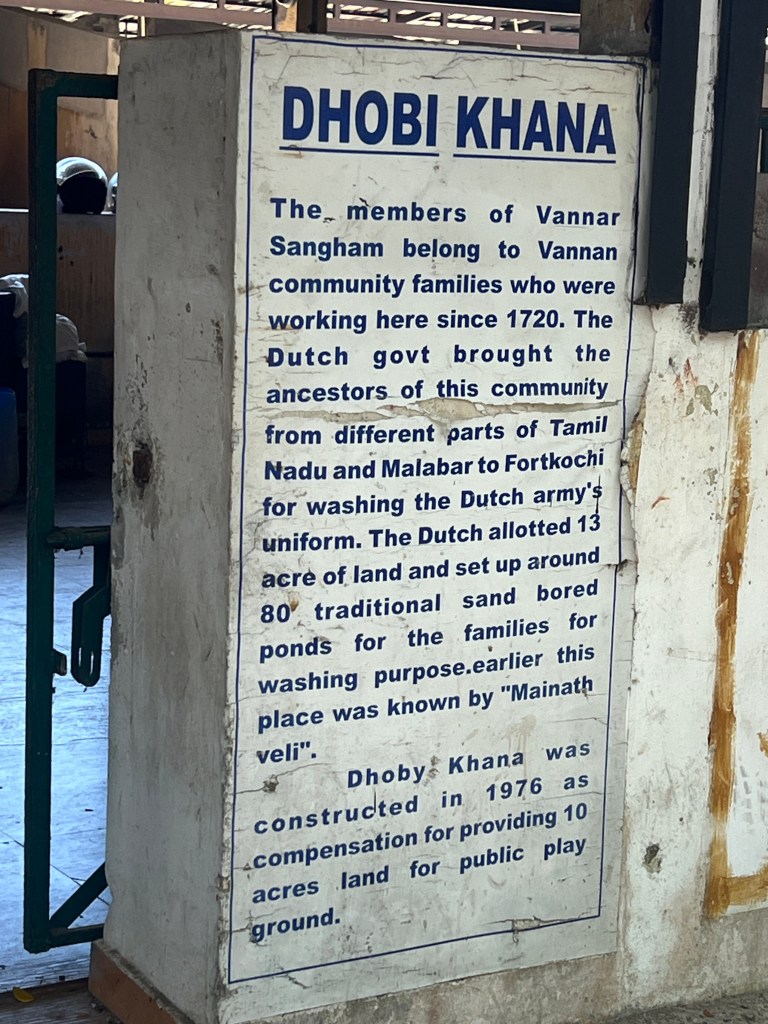 DHOBI KHANA
The members of Vannar
Sangham belong to Vannan
community families who were
working here since 1720. The
Dutch govt brought the
ancestors of this community
from different parts of Tamil
Nadu and Malabar to Fortkochi
for washing the Dutch army's
uniform. The Dutch allotted 13
acre of land and set up around
80 traditional sand bored
ponds for the families for
washing purpose.earlier this
place was known by "Mainath
veli".
Dhoby Khana was
constructed in 1976 as
compensation for providing 10
acres land for public play
ground.